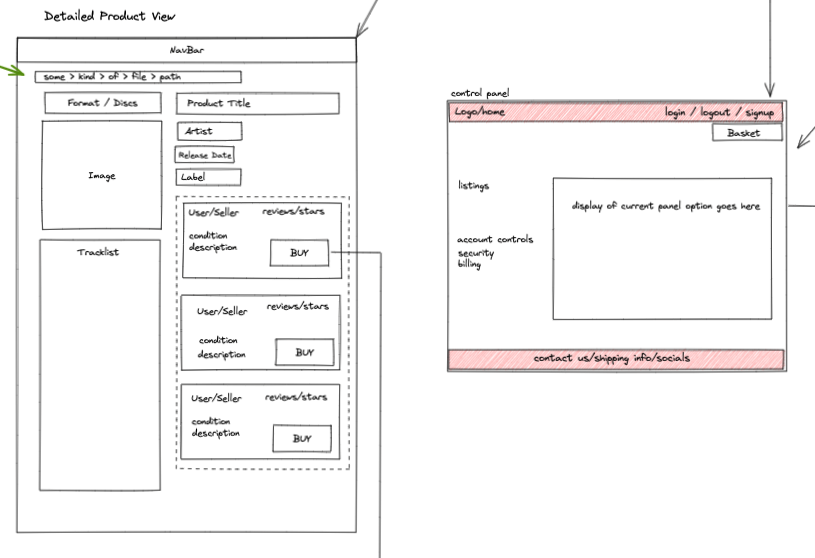 Detailed Product View
NavBar
some > kind > of > file > path
Format / Discs
Product Title
Artist
Release Date
Label
Image
Tracklist
User/Seller reviews/stars
condition
description
BUY
User/Seller reviews/stars
condition
description
BUY
User/Seller reviews/stars
condition
description
BUY
control panel
Logo/home login / logout / signup
Basket
listings
display of current panel option goes here
account controls
security
billing
contact us/shipping info/socials